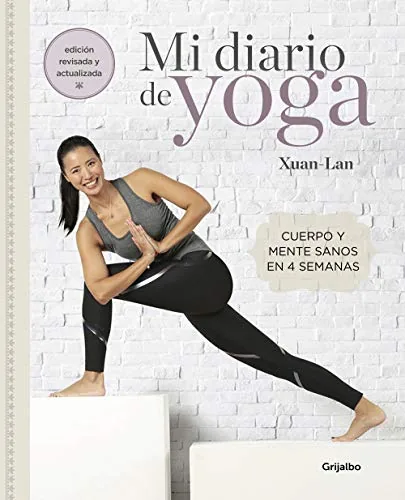 edición
revisada y
actualizada
Mi diario
de yoga
Xuan-Lan
CUERPO Y
MENTE SANOS
EN 4 SEMANAS
Grijalbo